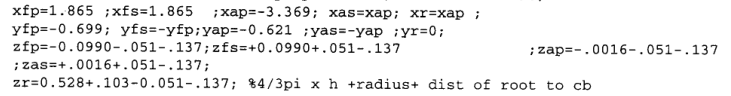 xfp=1.865 ;xfs=1.865 ;xap=-3.369; xas=xap; xr=xap ;
yfp=-0.699; yfs=-yfp;yap=-0.621 ;yas=-yap ;yr=0;
zfp=-0.0990-.051-.137;zfs=+0.0990+.051-.137 ;zap=-.0016-.051-.137
;zas=+.0016+.051-.137;
zr=0.528+.103-0.051-.137; %4/3pi x h +radius+ dist of root to cb